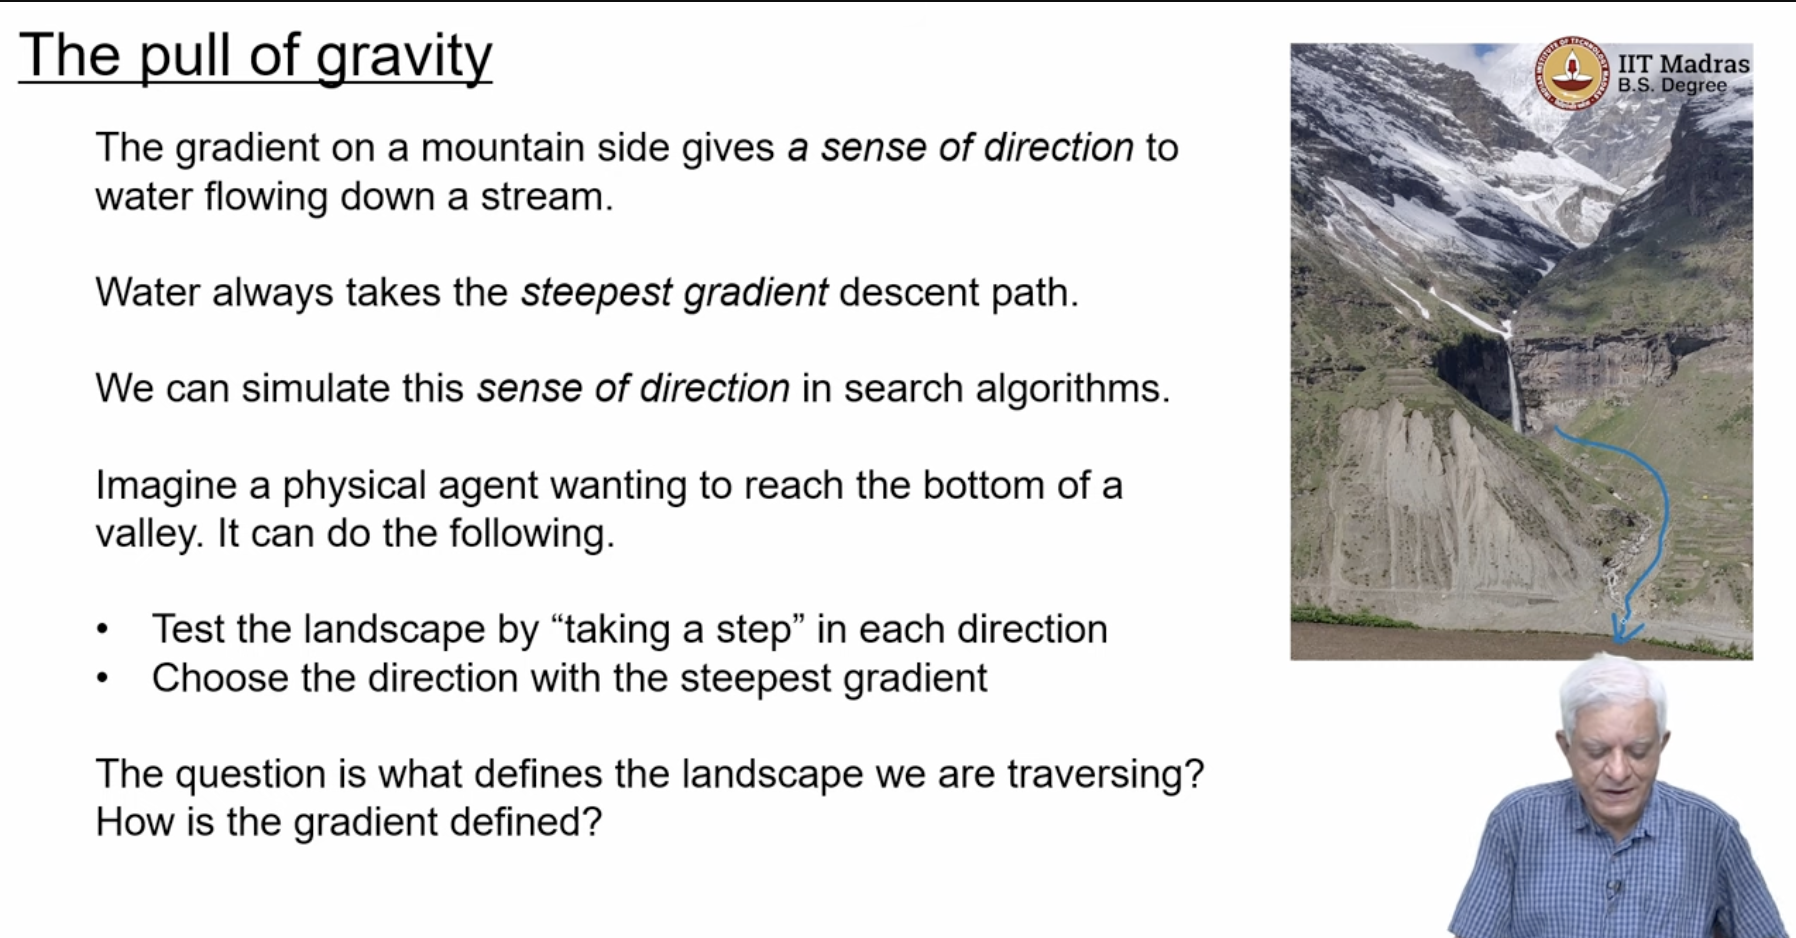 The pull of gravity
IIT Madras
B.S. Degree
The gradient on a mountain side gives a sense of direction to
water flowing down a stream.
Water always takes the steepest gradient descent path.
We can simulate this sense of direction in search algorithms.
Imagine a physical agent wanting to reach the bottom of a
valley. It can do the following.
• Test the landscape by “taking a step” in each direction
• Choose the direction with the steepest gradient
The question is what defines the landscape we are traversing?
How is the gradient defined?